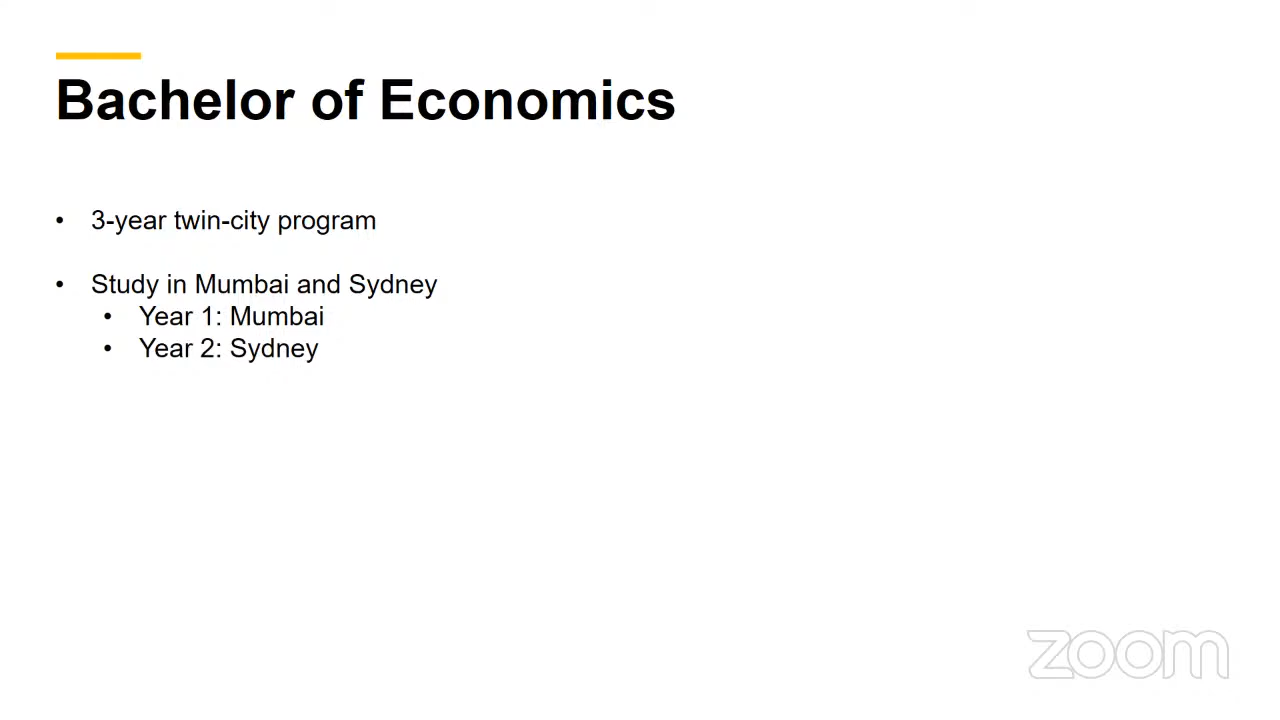 Bachelor of Economics
• 3-year twin-city program
• Study in Mumbai and Sydney
• Year 1: Mumbai
• Year 2: Sydney
zoom